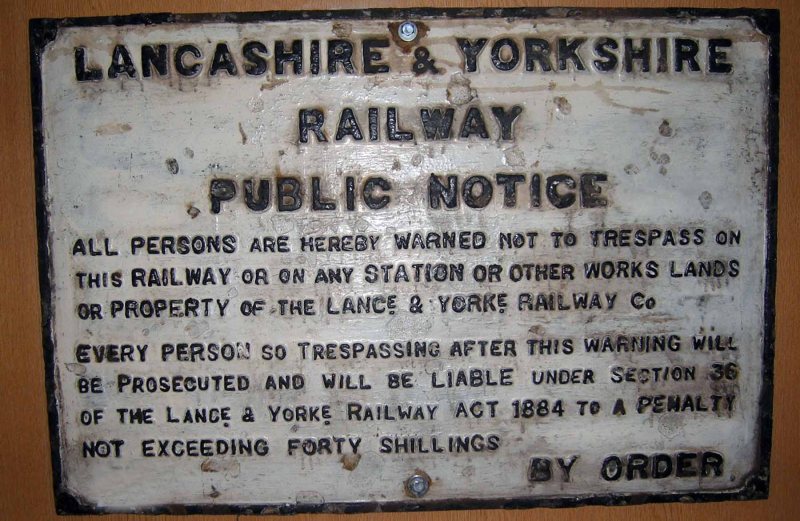 LANCASHIRE & YORKSHIRE
RAILWAY
PUBLIC NOTICE
ALL PERSONS ARE HEREBY WARNED NOT TO TRESPASS ON
THIS RAILWAY OR ON ANY STATION OR OTHER WORKS LANDS
OR PROPERTY OF THE LANCE & YORKE RAILWAY Co
EVERY PERSON SO TRESPASSING AFTER THIS WARNING WILL
BE PROSECUTED AND WILL BE LIABLE UNDER SECTION 36
OF THE LANCE & YORKE RAILWAY ACT 1884 TO A PENALTY
NOT EXCEEDING FORTY SHILLINGS
BY ORDER